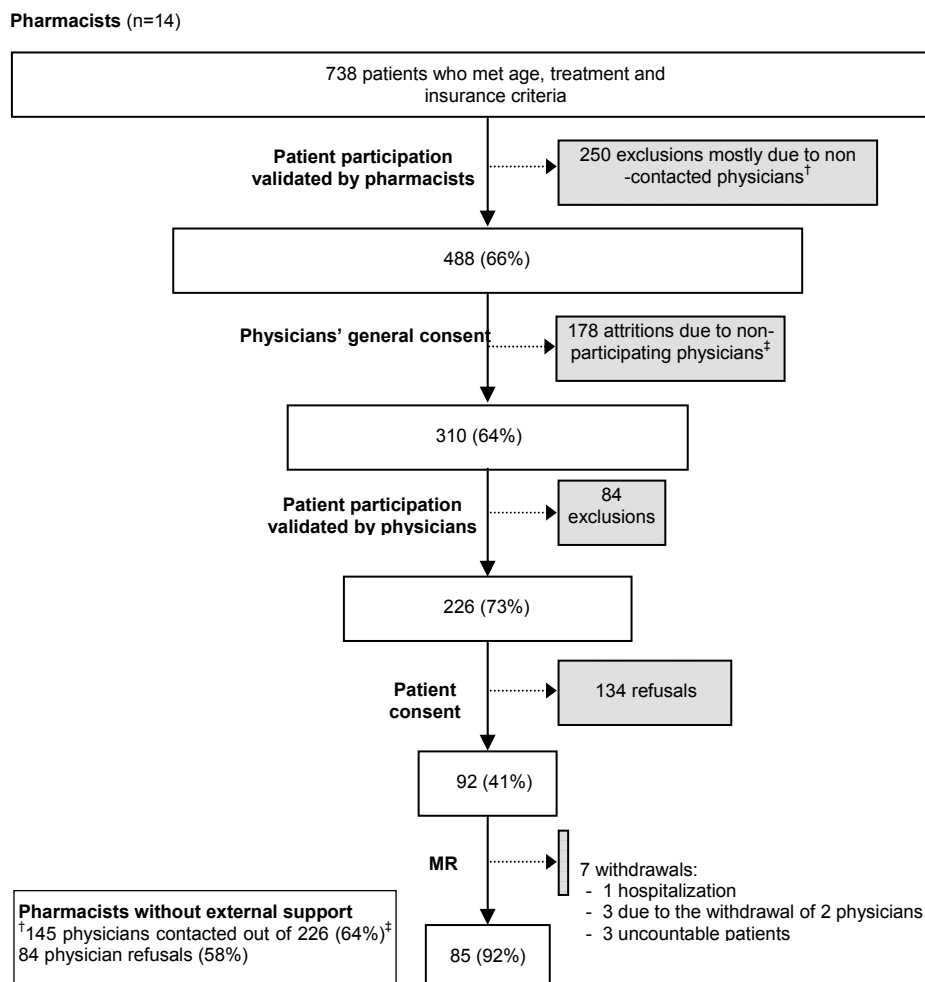 Pharmacists (n=14)
738 patients who met age, treatment and
insurance criteria
Patient participation
validated by pharmacists
250 exclusions mostly due to non
-contacted physicians†
488 (66%)
Physicians’ general consent
178 attritions due to non-
participating physicians‡
310 (64%)
Patient participation
validated by physicians
84
exclusions
226 (73%)
Patient
consent
134 refusals
92 (41%)
MR
7 withdrawals:
- 1 hospitalization
- 3 due to the withdrawal of 2 physicians
- 3 uncountable patients
Pharmacists without external support
†145 physicians contacted out of 226 (64%)‡
84 physician refusals (58%)
85 (92%)